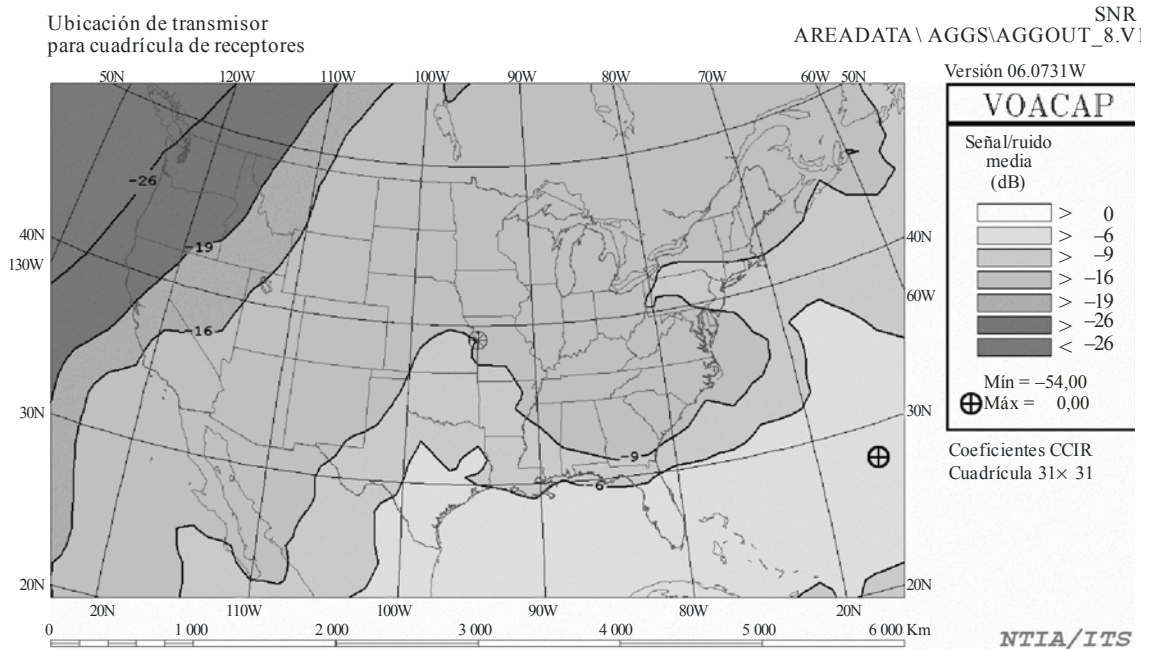 Ubicación de transmisor
para cuadrícula de receptores
SNR
AREADATA \ AGGS\AGGOUT_8.V1
Versión 06.0731W
50N 120W 110W 100W 90W 80W 70W 60W 50N
VOACAP
Señal/ruido
media
(dB)
> 0
> –6
> –9
> –16
> –19
> –26
< –26
Mín = –54,00
Máx = 0,00
Coeficientes CCIR
Cuadrícula 31× 31
-26
-19
-16
-9
-6
40N
130W
30N
20N
40N
60W
30N
20N
20N 110W 100W 90W 80W 20N
0 1 000 2 000 3 000 4 000 5 000 6 000 Km
NTIA/ITS